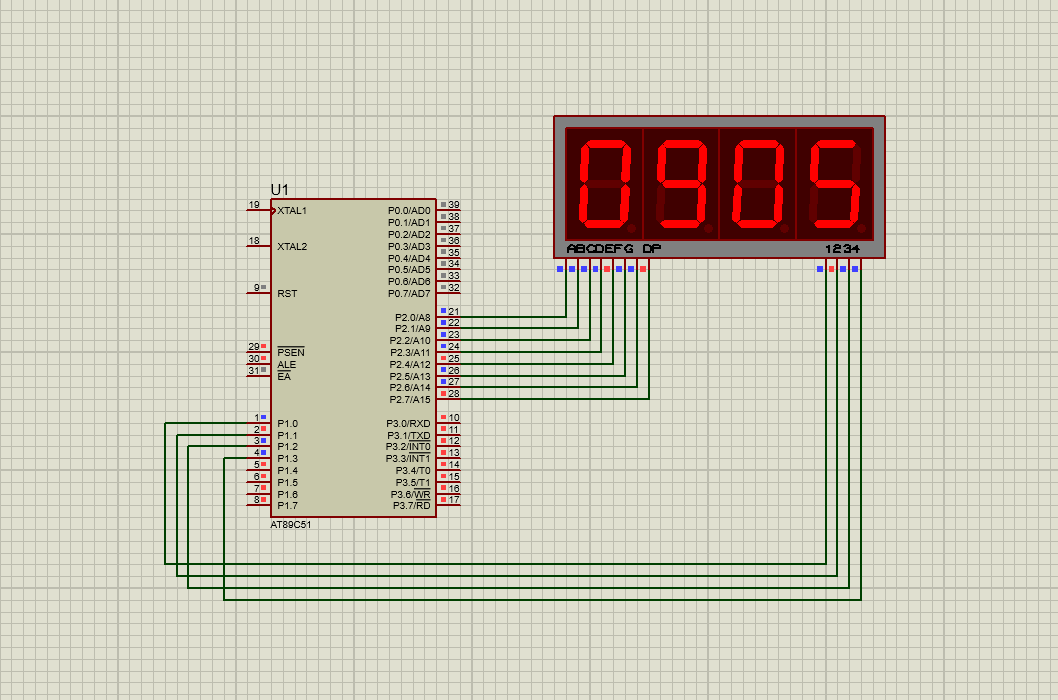 0905
ABCDEFG DP 1234
U1
19 XTAL1 P0.0/AD0 39
P0.1/AD1 38
P0.2/AD2 37
18 XTAL2 P0.3/AD3 36
P0.4/AD4 35
P0.5/AD5 34
P0.6/AD6 33
9 RST P0.7/AD7 32
P2.0/A8 21
P2.1/A9 22
P2.2/A10 23
29 PSEN P2.3/A11 24
30 ALE P2.4/A12 25
31 EA P2.5/A13 26
P2.6/A14 27
P2.7/A15 28
1 P1.0 P3.0/RXD 10
2 P1.1 P3.1/TXD 11
3 P1.2 P3.2/INT0 12
4 P1.3 P3.3/INT1 13
5 P1.4 P3.4/T0 14
6 P1.5 P3.5/T1 15
7 P1.6 P3.6/WR 16
8 P1.7 P3.7/RD 17
AT89C51